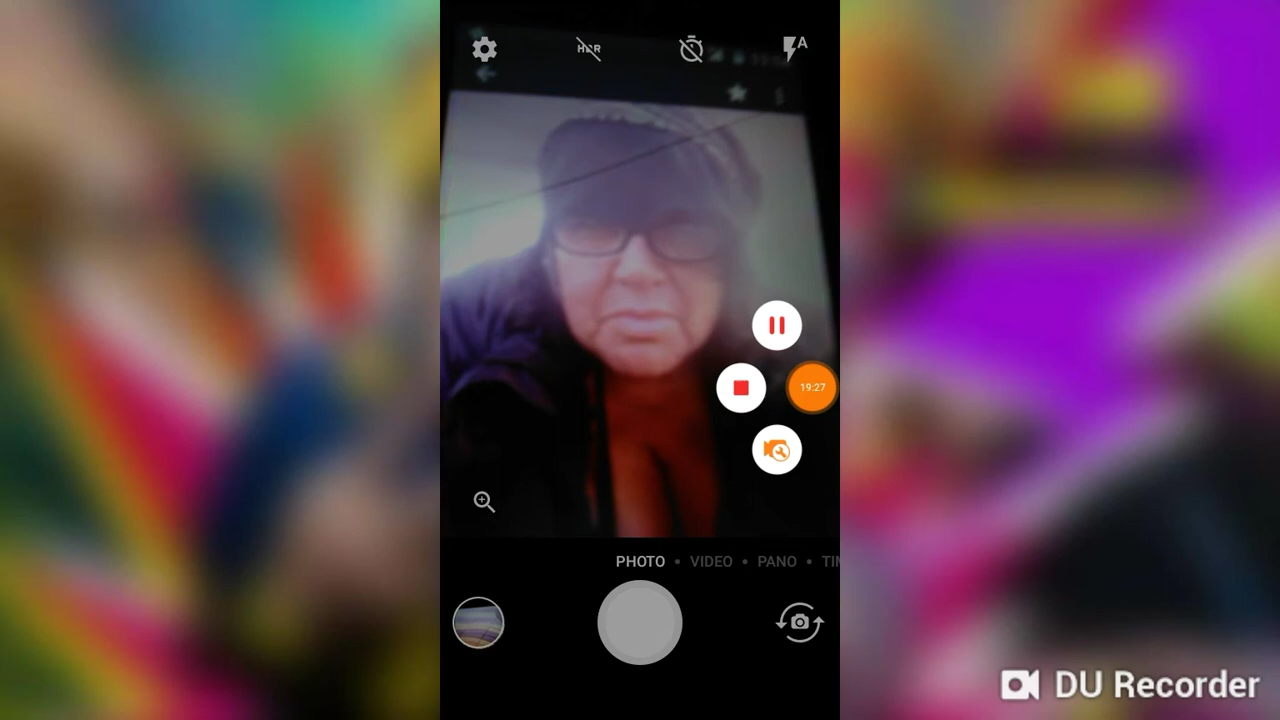 HDR
A
19:27
PHOTO • VIDEO • PANO •
DU Recorder